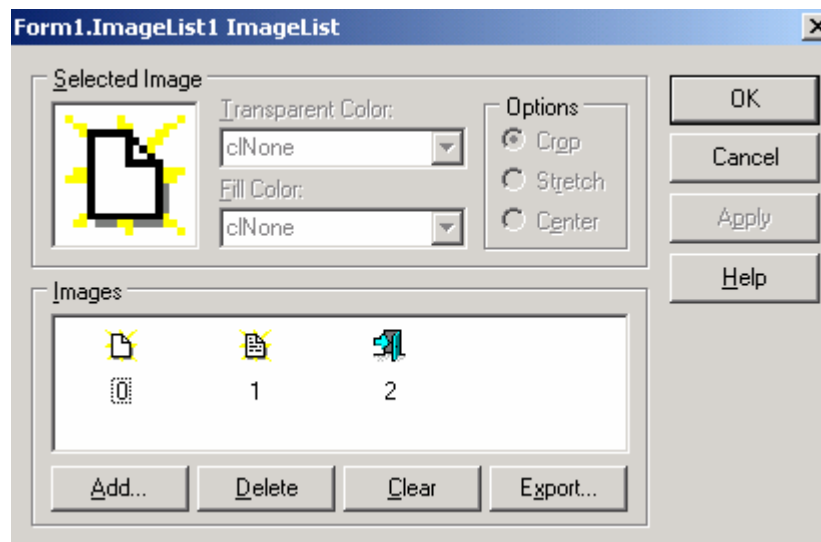 Form1.ImageList1 ImageList
Selected Image
Transparent Color:
clNone
Fill Color:
clNone
Options
Crop
Stretch
Center
OK
Cancel
Apply
Help
Images
0 1 2
Add... Delete Clear Export...